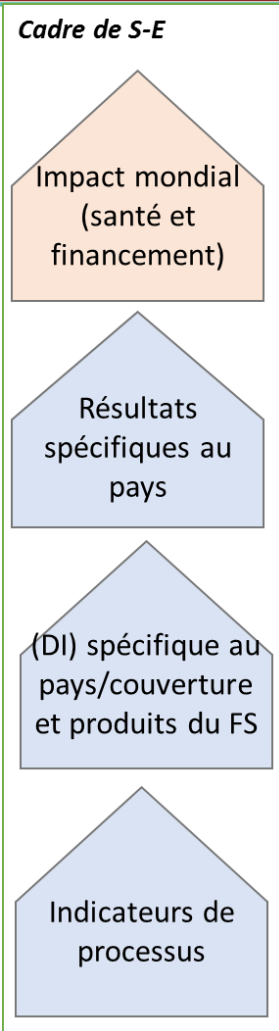 Cadre de S-E
Impact mondial
(santé et
financement)
Résultats
spécifiques au
pays
(DI) spécifique au
pays/couverture
et produits du FS
Indicateurs de
processus